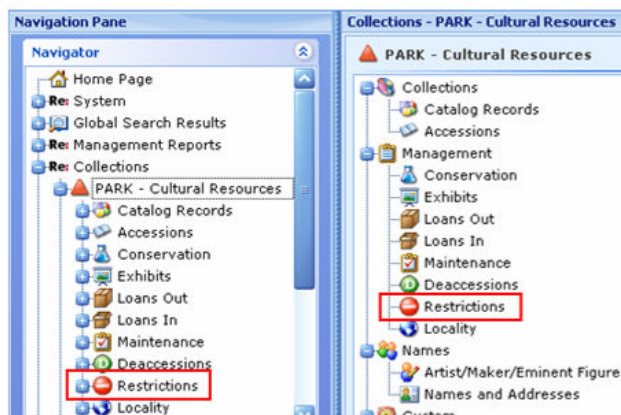 Navigation Pane
Navigator
Home Page
Re: System
Global Search Results
Re: Management Reports
Re: Collections
PARK - Cultural Resources
Catalog Records
Accessions
Conservation
Exhibits
Loans Out
Loans In
Maintenance
Deaccessions
Restrictions
Locality
Collections - PARK - Cultural Resources
PARK - Cultural Resources
Collections
Catalog Records
Accessions
Management
Conservation
Exhibits
Loans Out
Loans In
Maintenance
Deaccessions
Restrictions
Locality
Names
Artist/Maker/Eminent Figure
Names and Addresses
Custom